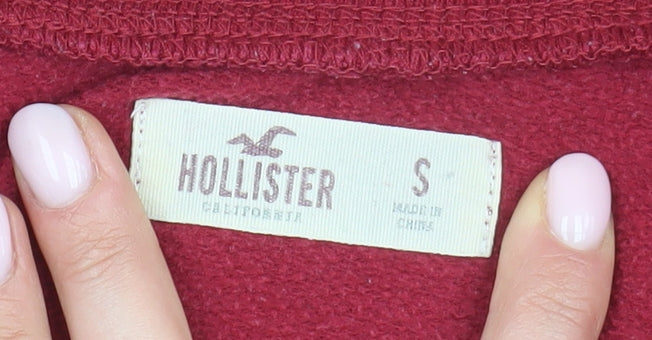 HOLLISTER
CALIFORNIA
S
MADE IN
CHINA